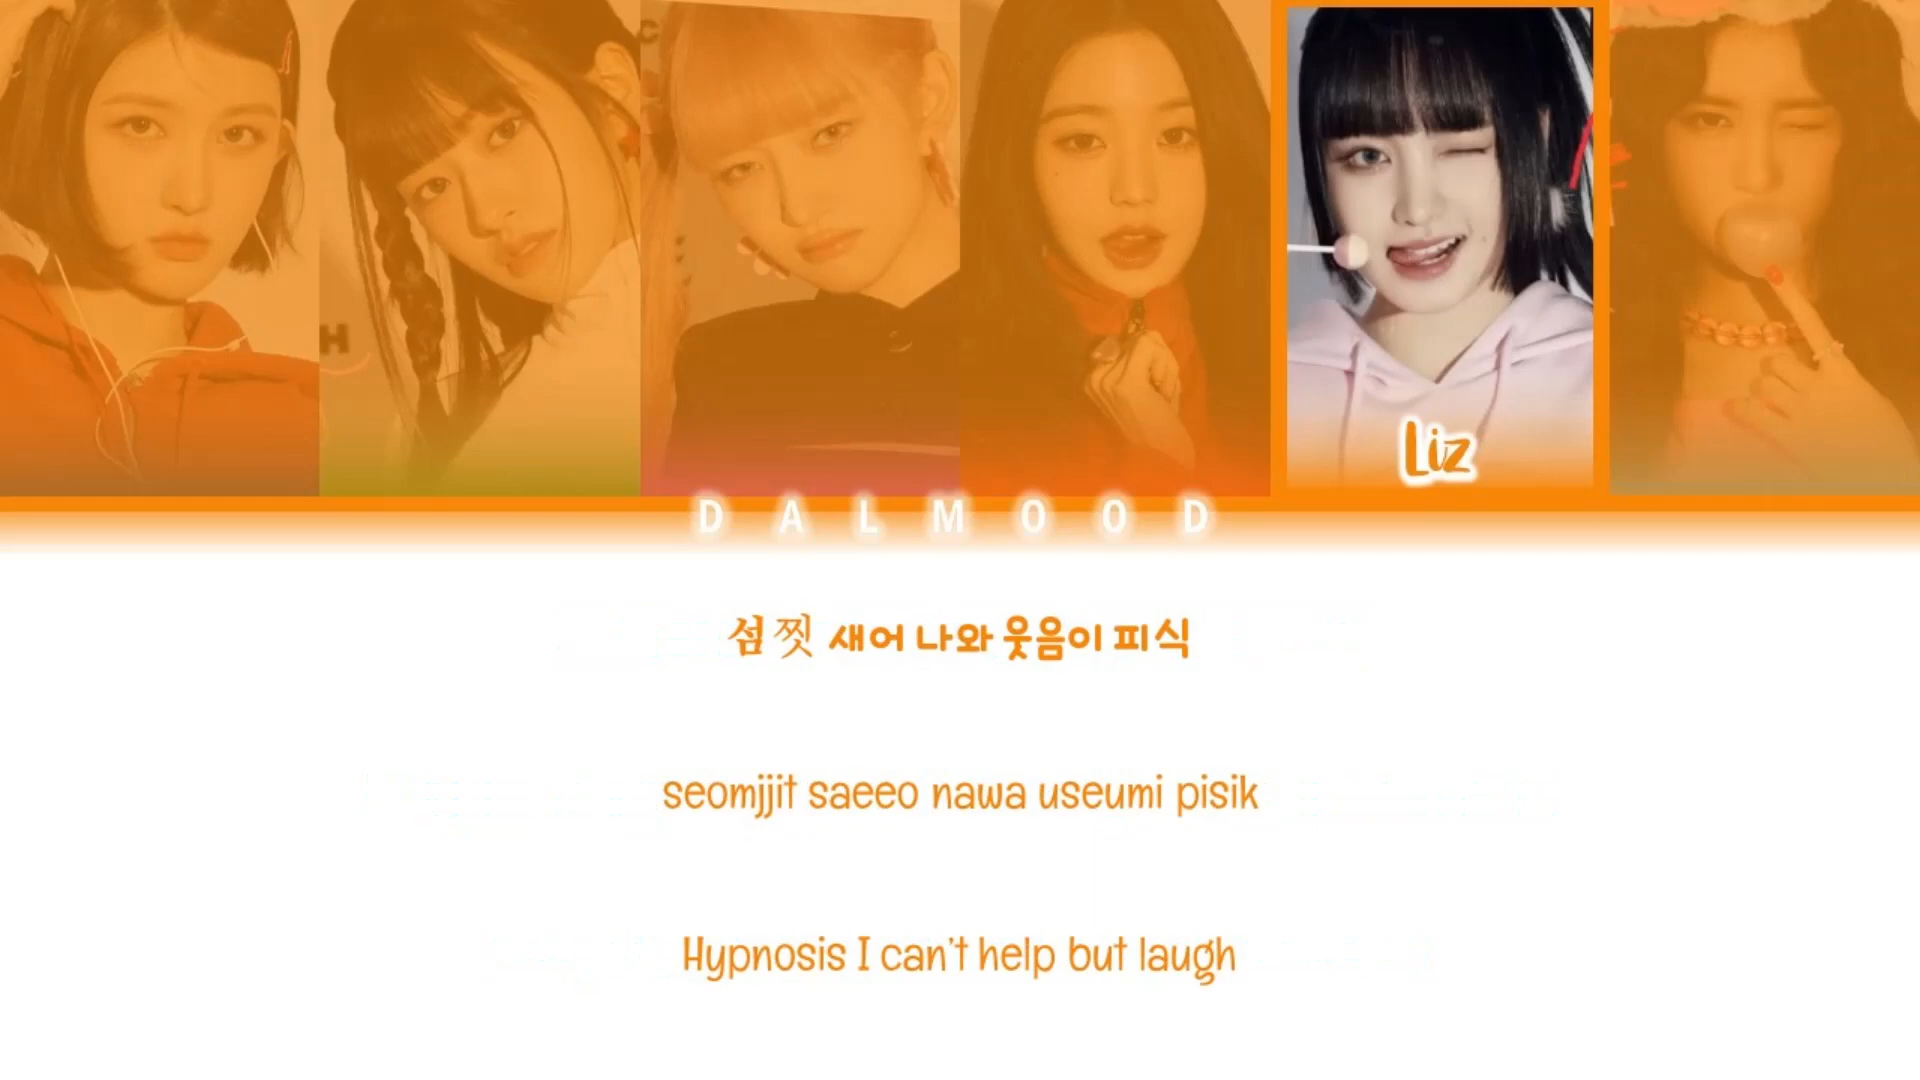 H
Liz
DALMOOD
섬찟 새어 나와 웃음이 피식
seomjjit saeeo nawa useumi pisik
Hypnosis I can't help but laugh